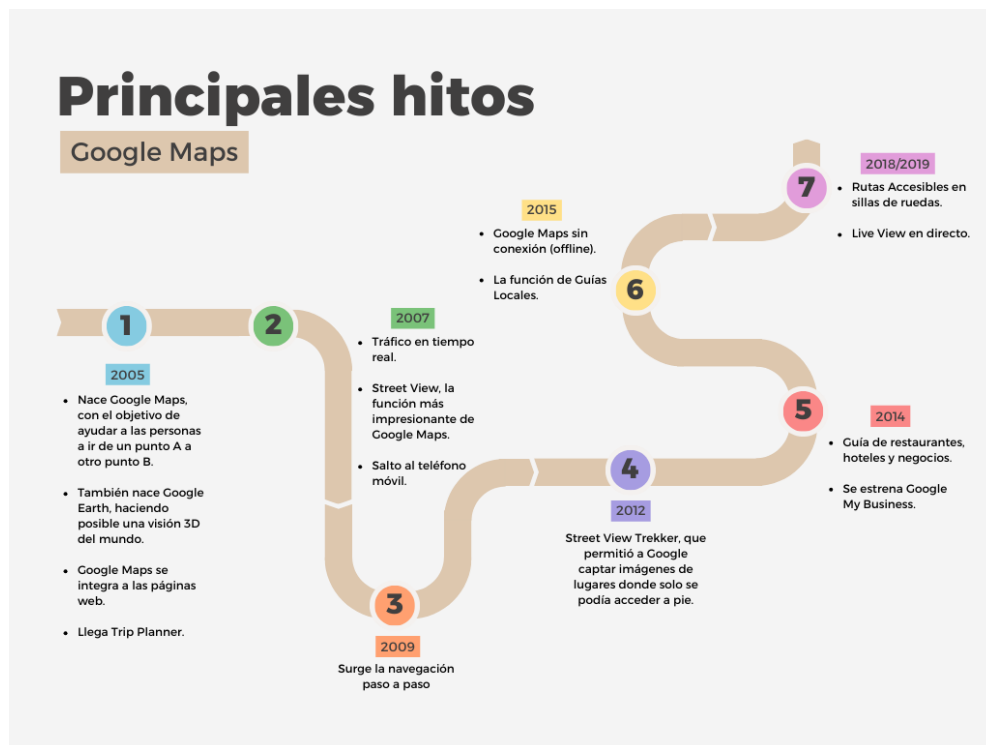 Principales hitos
Google Maps
1
2005
• Nace Google Maps,
con el objetivo de
ayudar a las personas
a ir de un punto A a
otro punto B.
• También nace Google
Earth, haciendo
posible una visión 3D
del mundo.
• Google Maps se
integra a las páginas
web.
• Llega Trip Planner.
2
2007
• Tráfico en tiempo
real.
• Street View, la
función más
impresionante de
Google Maps.
• Salto al teléfono
móvil.
3
2009
Surge la navegación
paso a paso
4
2012
Street View Trekker, que
permitió a Google
captar imágenes de
lugares donde solo se
podía acceder a pie.
5
2014
• Guía de restaurantes,
hoteles y negocios.
• Se estrena Google
My Business.
6
2015
• Google Maps sin
conexión (offline).
• La función de Guías
Locales.
7
2018/2019
• Rutas Accesibles en
sillas de ruedas.
• Live View en directo.